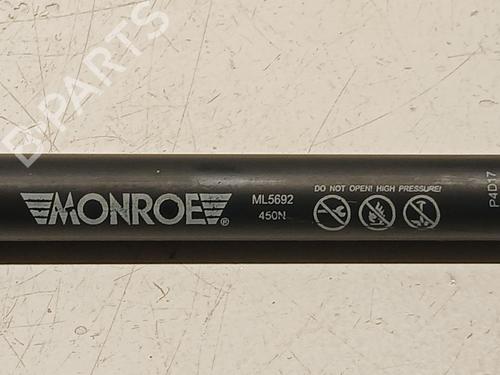 B-PARTS
MONROE®
ML5692
450N
DO NOT OPEN! HIGH PRESSURE!
P4D17